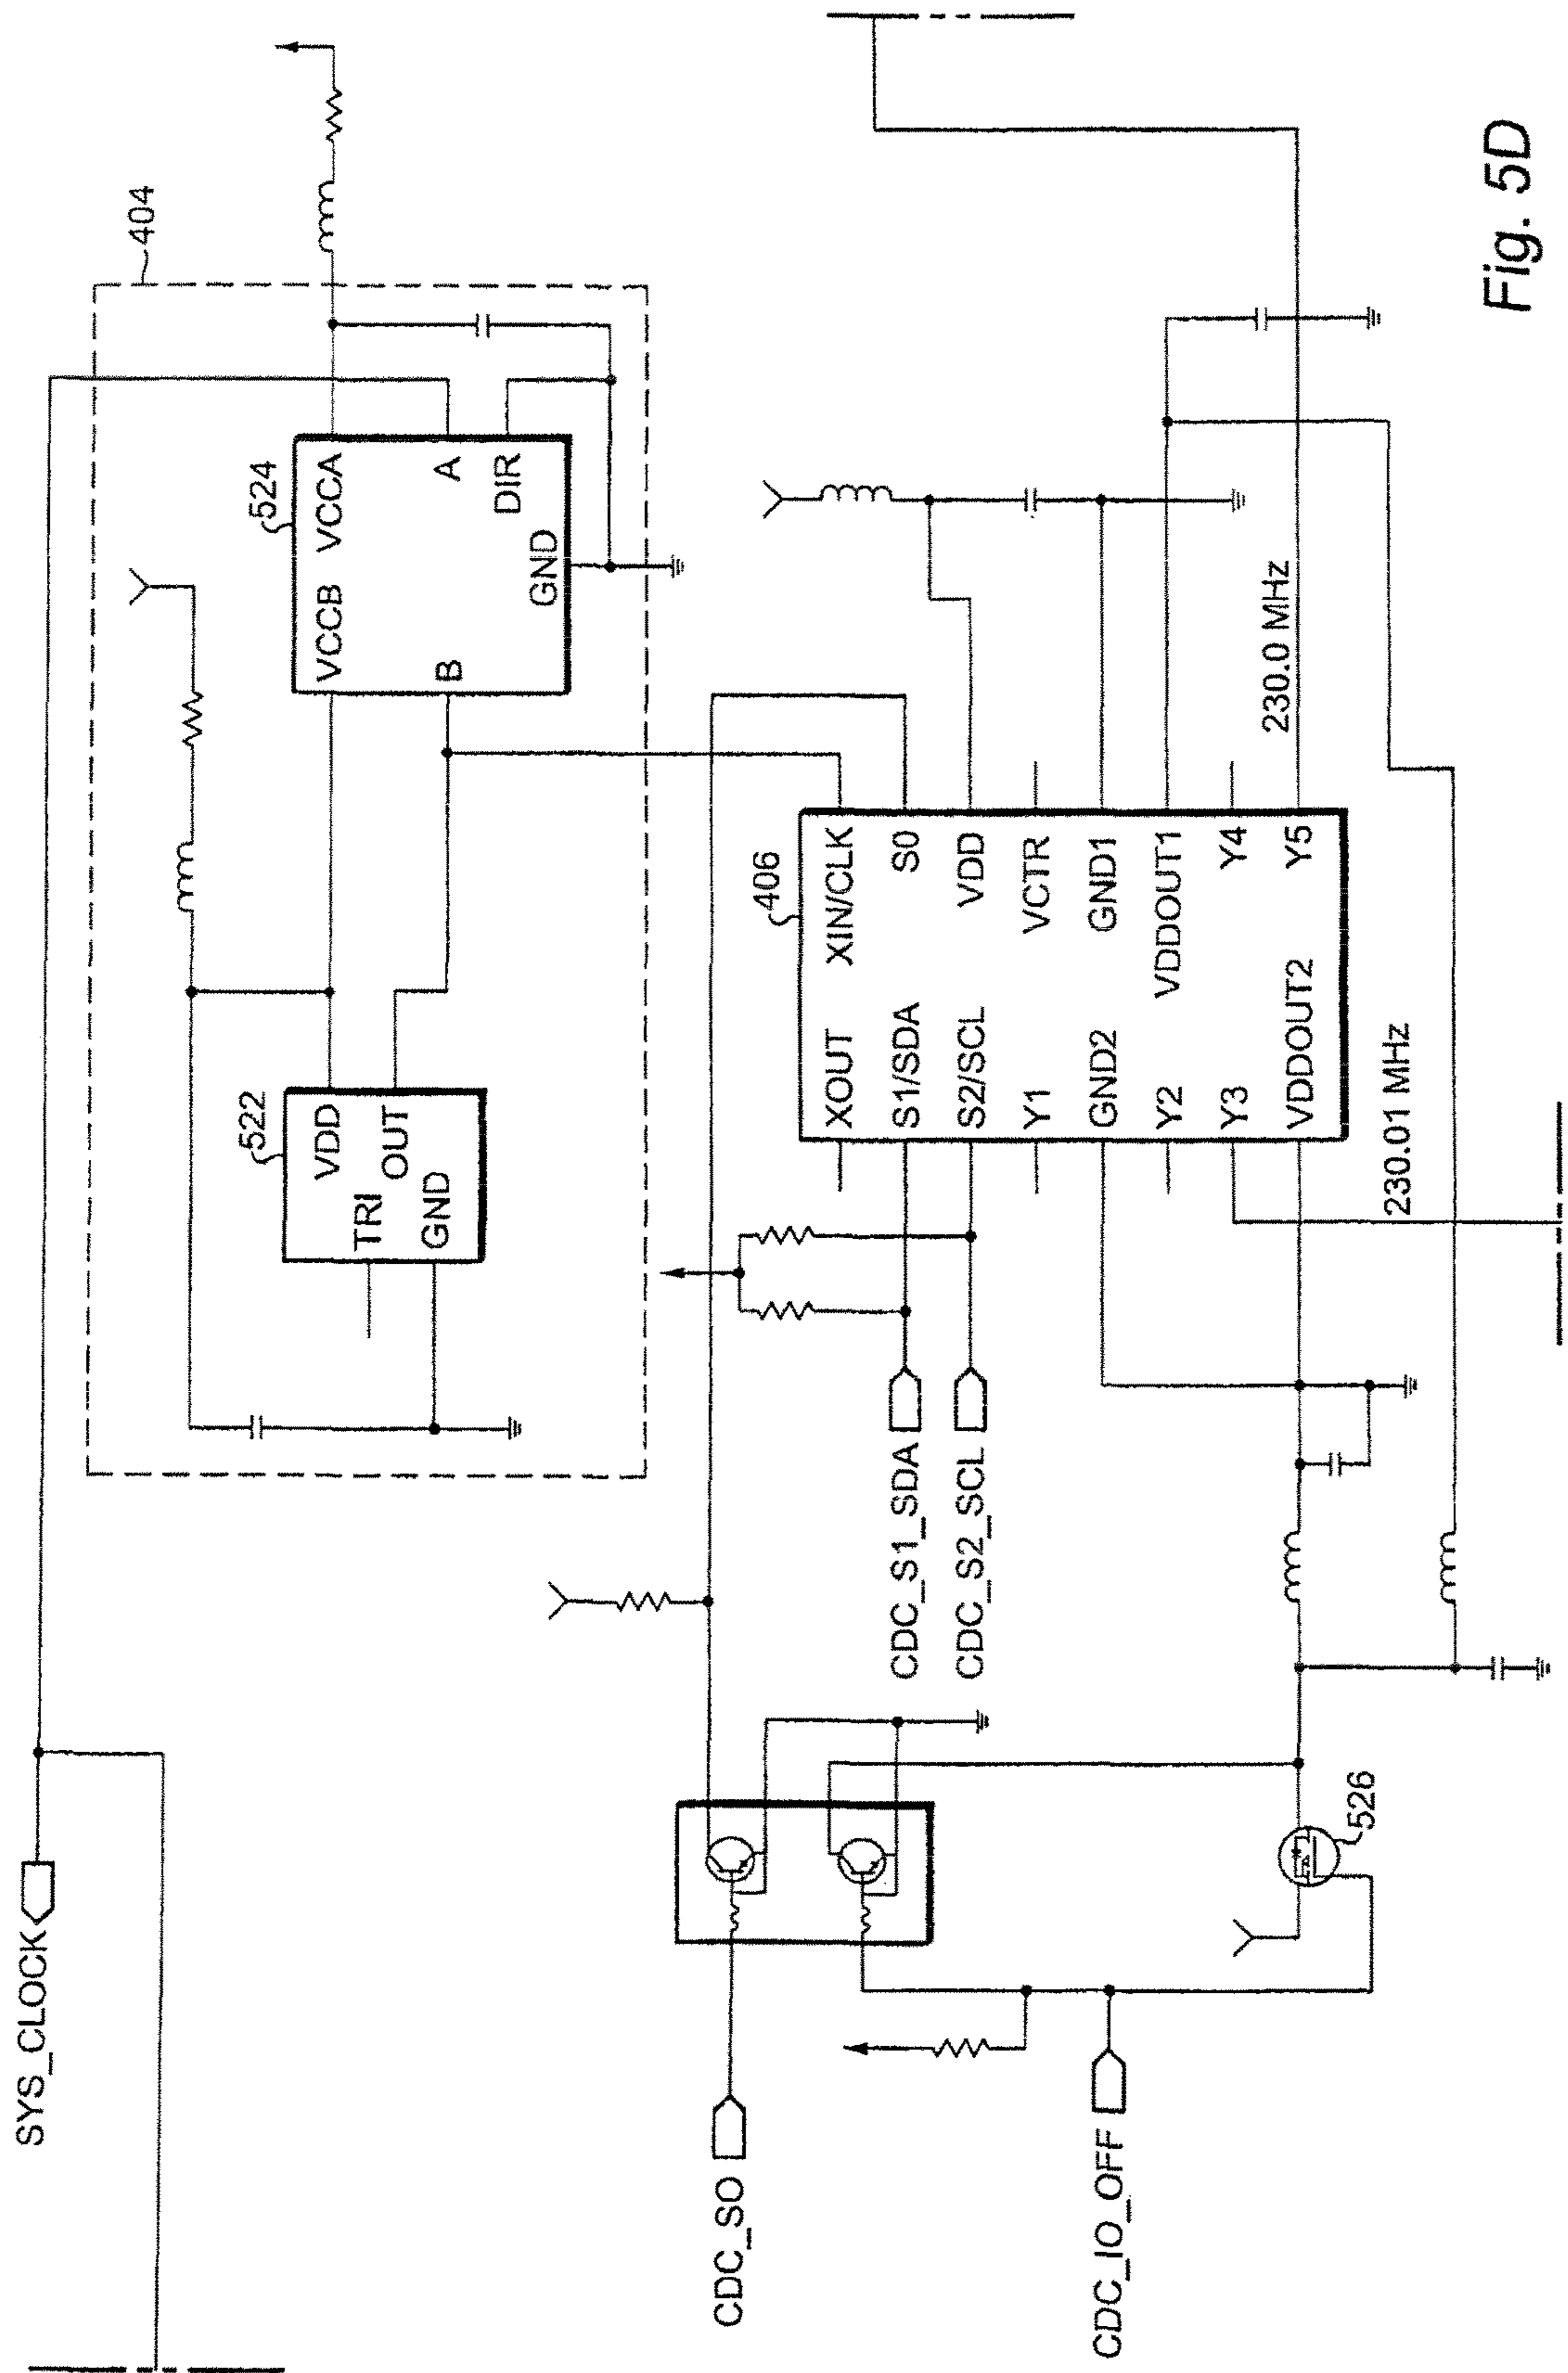 SYS_CLOCK
404
522
VDD
TRI
OUT
GND
524
VCCB
VCCA
B
A
DIR
GND
406
XOUT
XIN/CLK
S1/SDA
S0
S2/SCL
VDD
Y1
VCTR
GND2
GND1
Y2
VDDOUT1
Y3
Y4
VDDOUT2
Y5
230.0 MHz
230.01 MHz
CDC_S1_SDA
CDC_S2_SCL
CDC_SO
CDC_IO_OFF
526
Fig. 5D